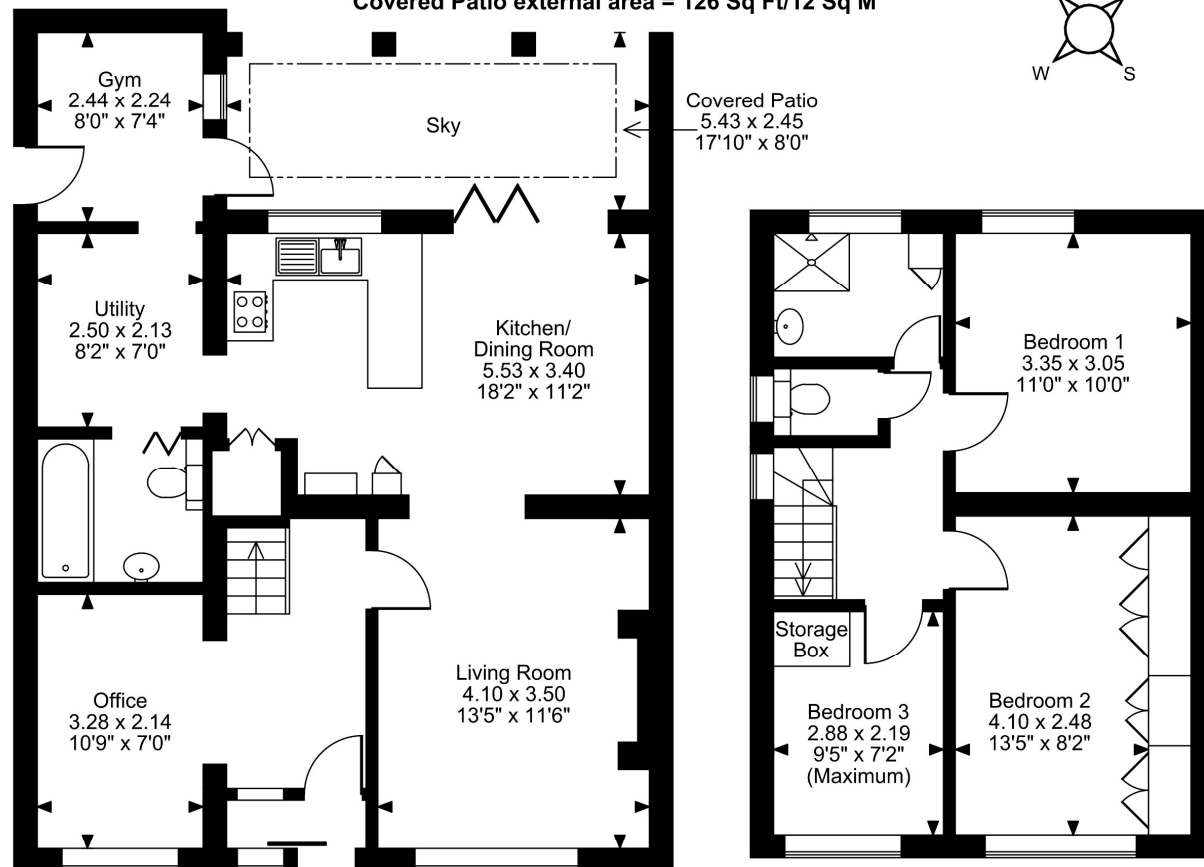 Covered Patio external area = 126 Sq Ft/12 Sq M
W
S
Gym
2.44 x 2.24
8'0" x 7'4"
Sky
Covered Patio
5.43 x 2.45
17'10" x 8'0"
Utility
2.50 x 2.13
8'2" x 7'0"
Kitchen/
Dining Room
5.53 x 3.40
18'2" x 11'2"
Bedroom 1
3.35 x 3.05
11'0" x 10'0"
Office
3.28 x 2.14
10'9" x 7'0"
Living Room
4.10 x 3.50
13'5" x 11'6"
Storage
Box
Bedroom 3
2.88 x 2.19
9'5" x 7'2"
(Maximum)
Bedroom 2
4.10 x 2.48
13'5" x 8'2"